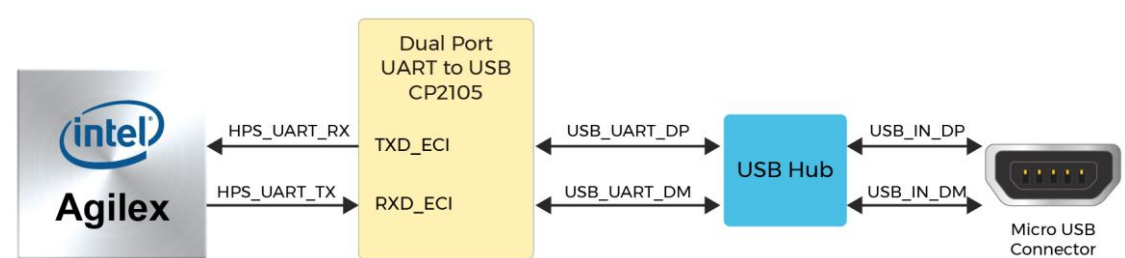 intel
Agilex
HPS_UART_RX
HPS_UART_TX
Dual Port
UART to USB
CP2105
TXD_ECI
RXD_ECI
USB_UART_DP
USB_UART_DM
USB Hub
USB_IN_DP
USB_IN_DM
Micro USB
Connector